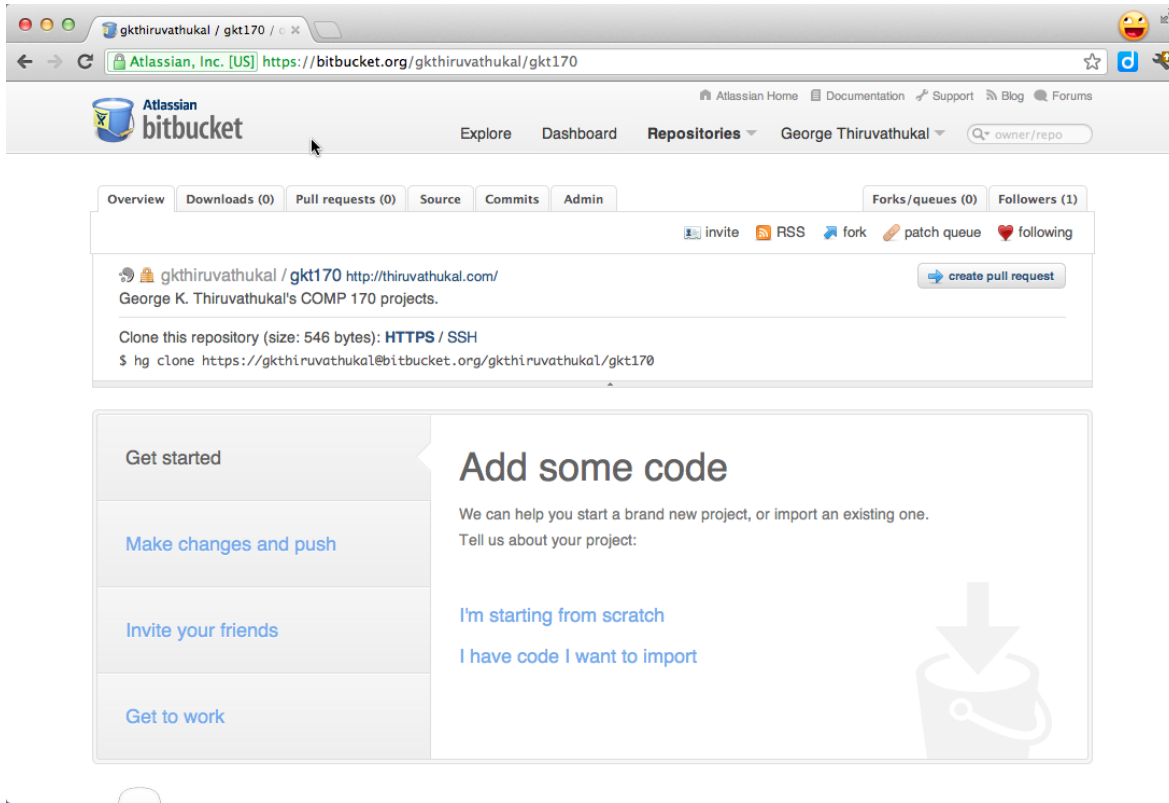 gkthiruvathukal / gkt170 /
Atlassian, Inc. [US] https://bitbucket.org/gkthiruvathukal/gkt170
Atlassian Home Documentation Support Blog Forums
Atlassian
bitbucket
Explore Dashboard Repositories George Thiruvathukal owner/repo
Overview Downloads (0) Pull requests (0) Source Commits Admin Forks/queues (0) Followers (1)
invite RSS fork patch queue following
gkthiruvathukal / gkt170 http://thiruvathukal.com/ create pull request
George K. Thiruvathukal's COMP 170 projects.
Clone this repository (size: 546 bytes): HTTPS / SSH
$ hg clone https://gkthiruvathukal@bitbucket.org/gkthiruvathukal/gkt170
Get started
Make changes and push
Invite your friends
Get to work
Add some code
We can help you start a brand new project, or import an existing one.
Tell us about your project:
I'm starting from scratch
I have code I want to import